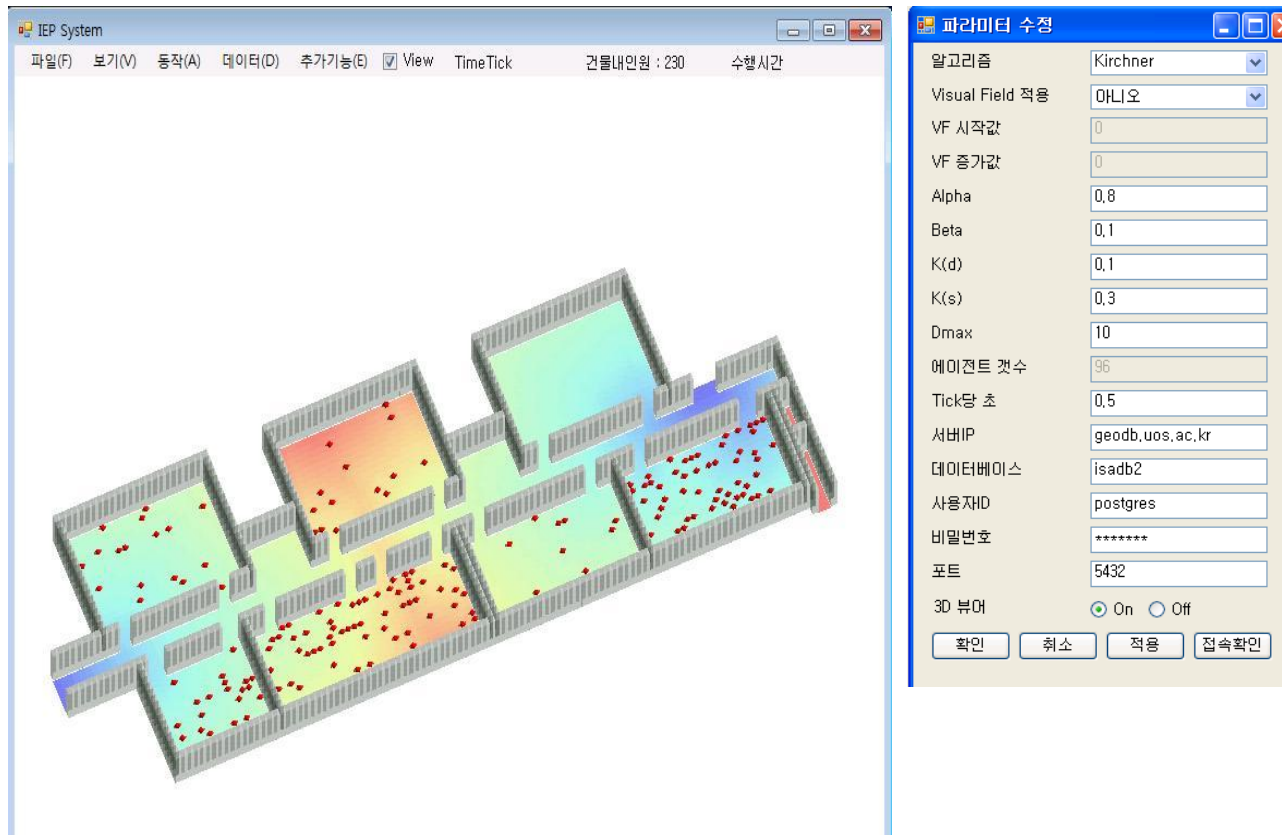 IEP System
파일(F) 보기(V) 동작(A) 데이터(D) 추가기능(E) View TimeTick 건물내인원 : 230 수행시간
파라미터 수정
알고리즘 Kirchner
Visual Field 적용 아니오
VF 시작값 0
VF 증가값 0
Alpha 0,8
Beta 0,1
K(d) 0,1
K(s) 0,3
Dmax 10
에이전트 갯수 96
Tick당 초 0,5
서버IP geodb,uos,ac,kr
데이터베이스 isadb2
사용자ID postgres
비밀번호 *******
포트 5432
3D 뷰어 On Off
확인 취소 적용 접속확인